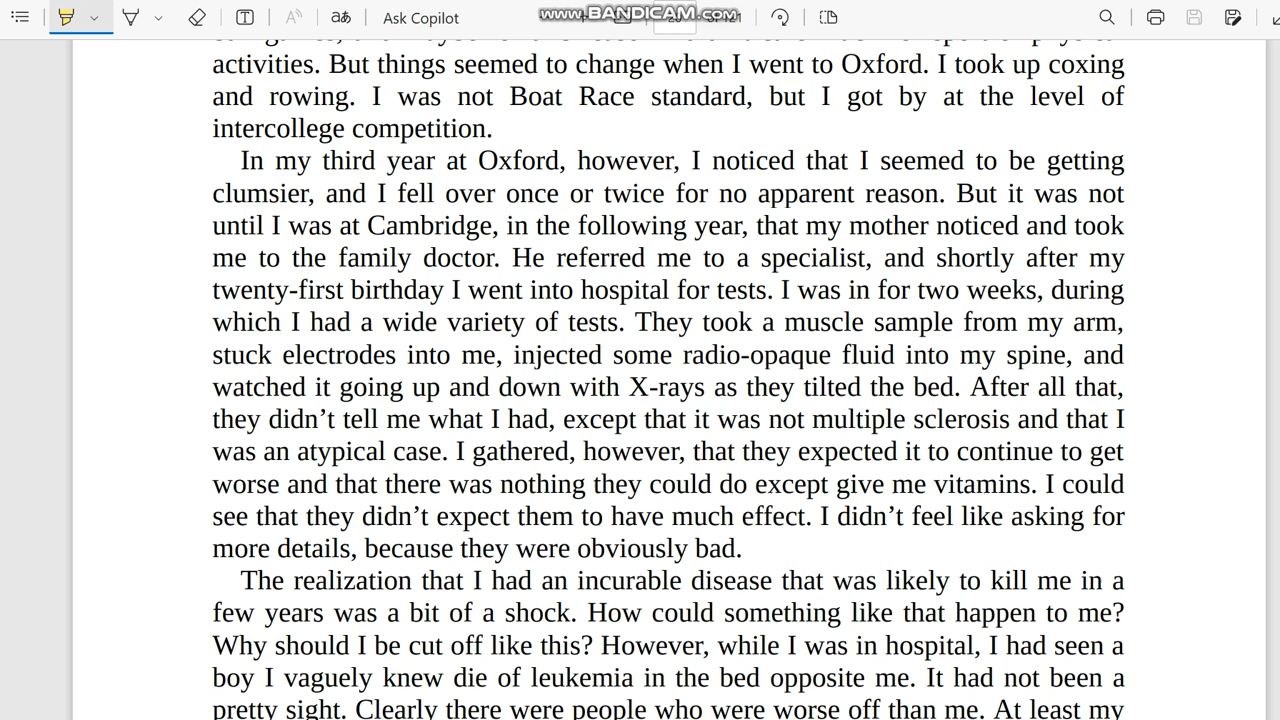 Ask Copilot
www.BANDICAM.com
activities. But things seemed to change when I went to Oxford. I took up coxing
and rowing. I was not Boat Race standard, but I got by at the level of
intercollege competition.
In my third year at Oxford, however, I noticed that I seemed to be getting
clumsier, and I fell over once or twice for no apparent reason. But it was not
until I was at Cambridge, in the following year, that my mother noticed and took
me to the family doctor. He referred me to a specialist, and shortly after my
twenty-first birthday I went into hospital for tests. I was in for two weeks, during
which I had a wide variety of tests. They took a muscle sample from my arm,
stuck electrodes into me, injected some radio-opaque fluid into my spine, and
watched it going up and down with X-rays as they tilted the bed. After all that,
they didn’t tell me what I had, except that it was not multiple sclerosis and that I
was an atypical case. I gathered, however, that they expected it to continue to get
worse and that there was nothing they could do except give me vitamins. I could
see that they didn’t expect them to have much effect. I didn’t feel like asking for
more details, because they were obviously bad.
The realization that I had an incurable disease that was likely to kill me in a
few years was a bit of a shock. How could something like that happen to me?
Why should I be cut off like this? However, while I was in hospital, I had seen a
boy I vaguely knew die of leukemia in the bed opposite me. It had not been a
pretty sight. Clearly there were people who were worse off than me. At least my